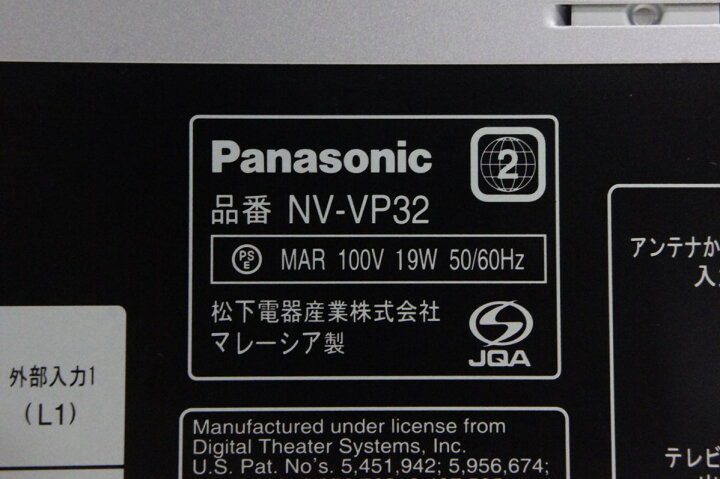 Panasonic
2
品番 NV-VP32
PS E MAR 100V 19W 50/60Hz
松下電器産業株式会社
マレーシア製
JQA
外部入力1
(L1)
アンテナか
入
Manufactured under license from
Digital Theater Systems, Inc.
U.S. Pat. No's. 5,451,942; 5,956,674;
テレビ